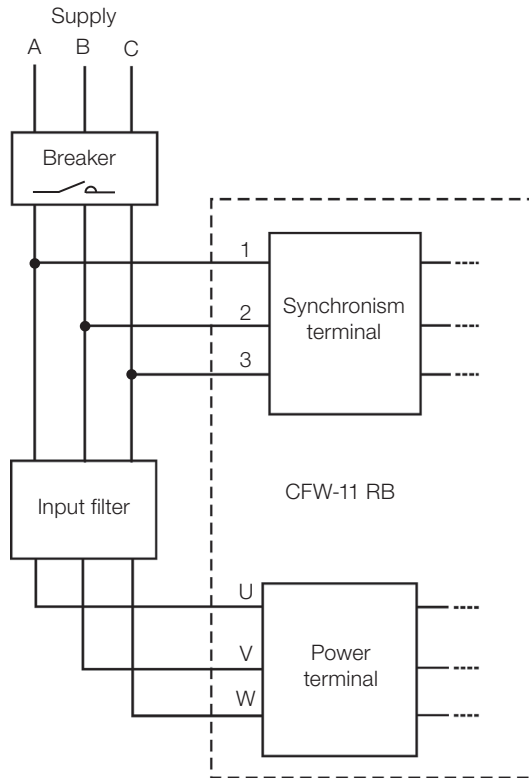 Supply
A B C
Breaker
1
Synchronism
terminal
2
3
Input filter
CFW-11 RB
U
V
W
Power
terminal